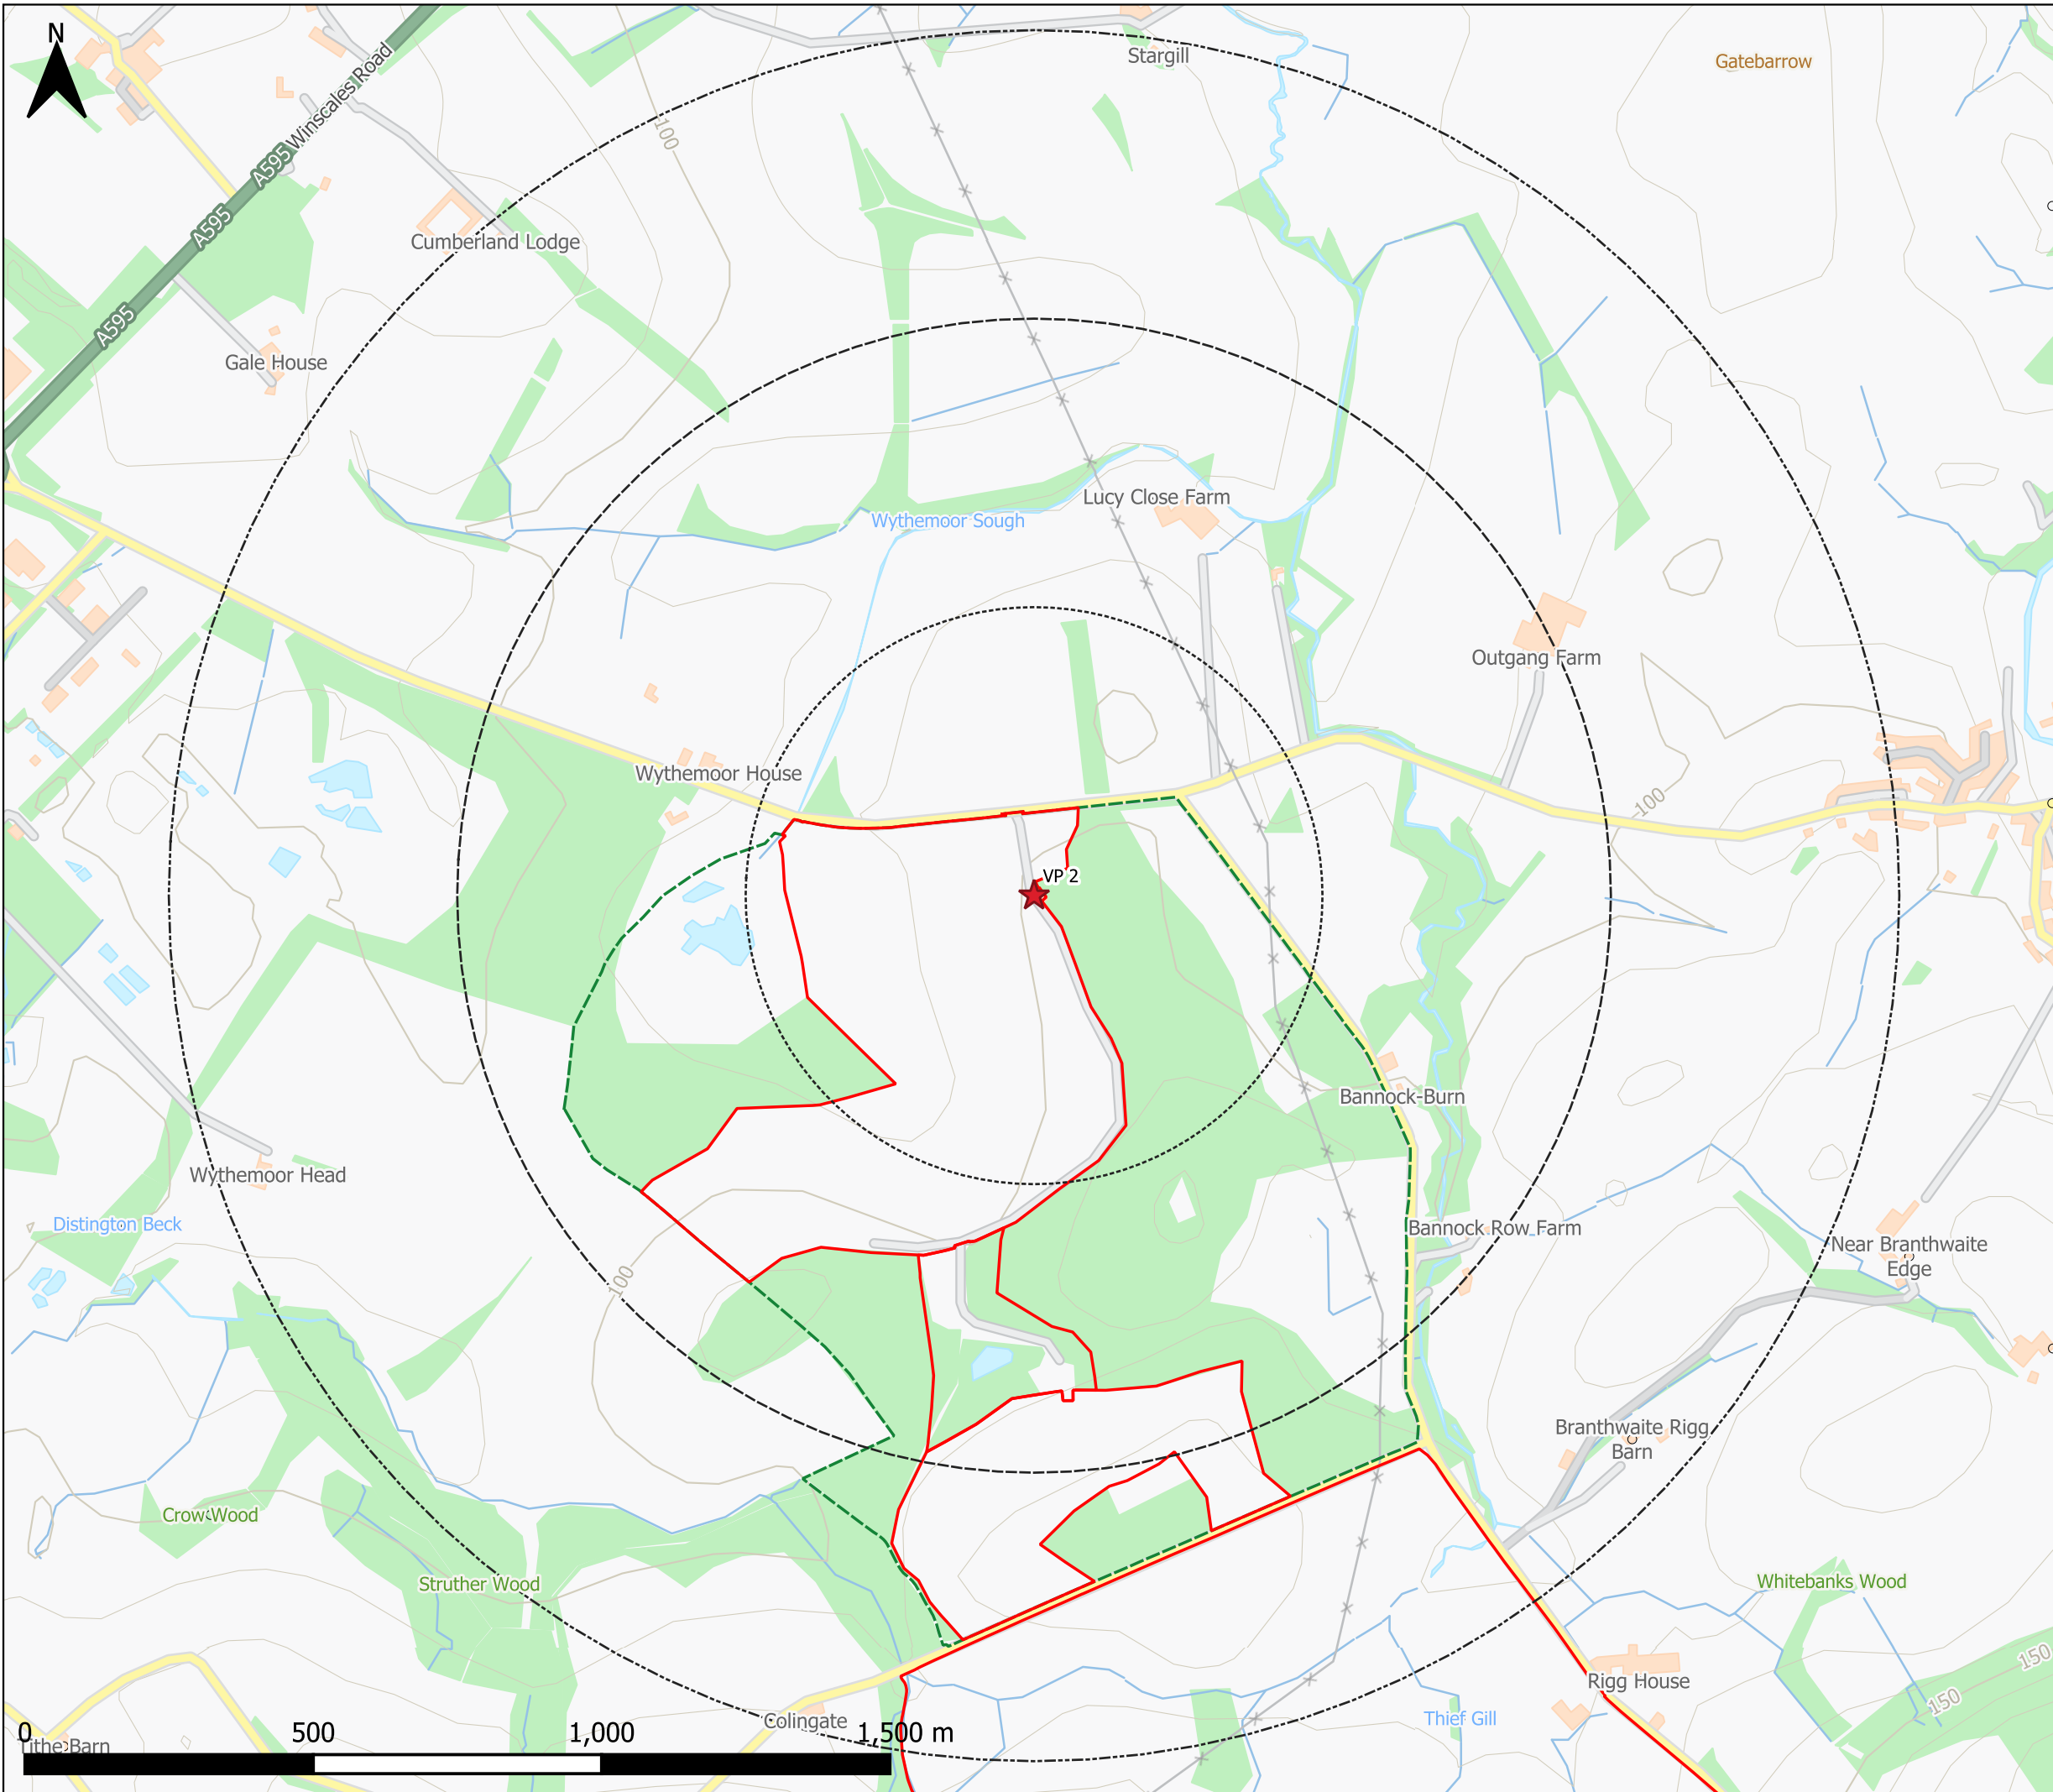 N
Stargill
Gatebarrow
A595 Winscales Road
100
A595
Cumberland Lodge
A595
Gale House
Lucy Close Farm
Wythemoor Sough
Outgang Farm
Wythemoor House
100
VP 2
Bannock-Burn
Wythemoor Head
Distington Beck
Bannock Row Farm
Near Branthwaite
Edge
100
Branthwaite Rigg
Barn
Crow Wood
Struther Wood
Whitebanks Wood
150
Rigg House
150
Colingate
Thief Gill
0 500 1,000 1,500 m
Tithe Barn